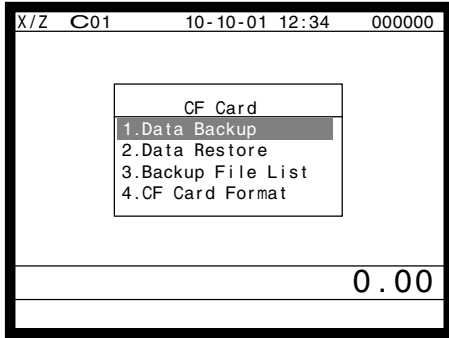 X/Z C01 10-10-01 12:34 000000
CF Card
1.Data Backup
2.Data Restore
3.Backup File List
4.CF Card Format
0.00